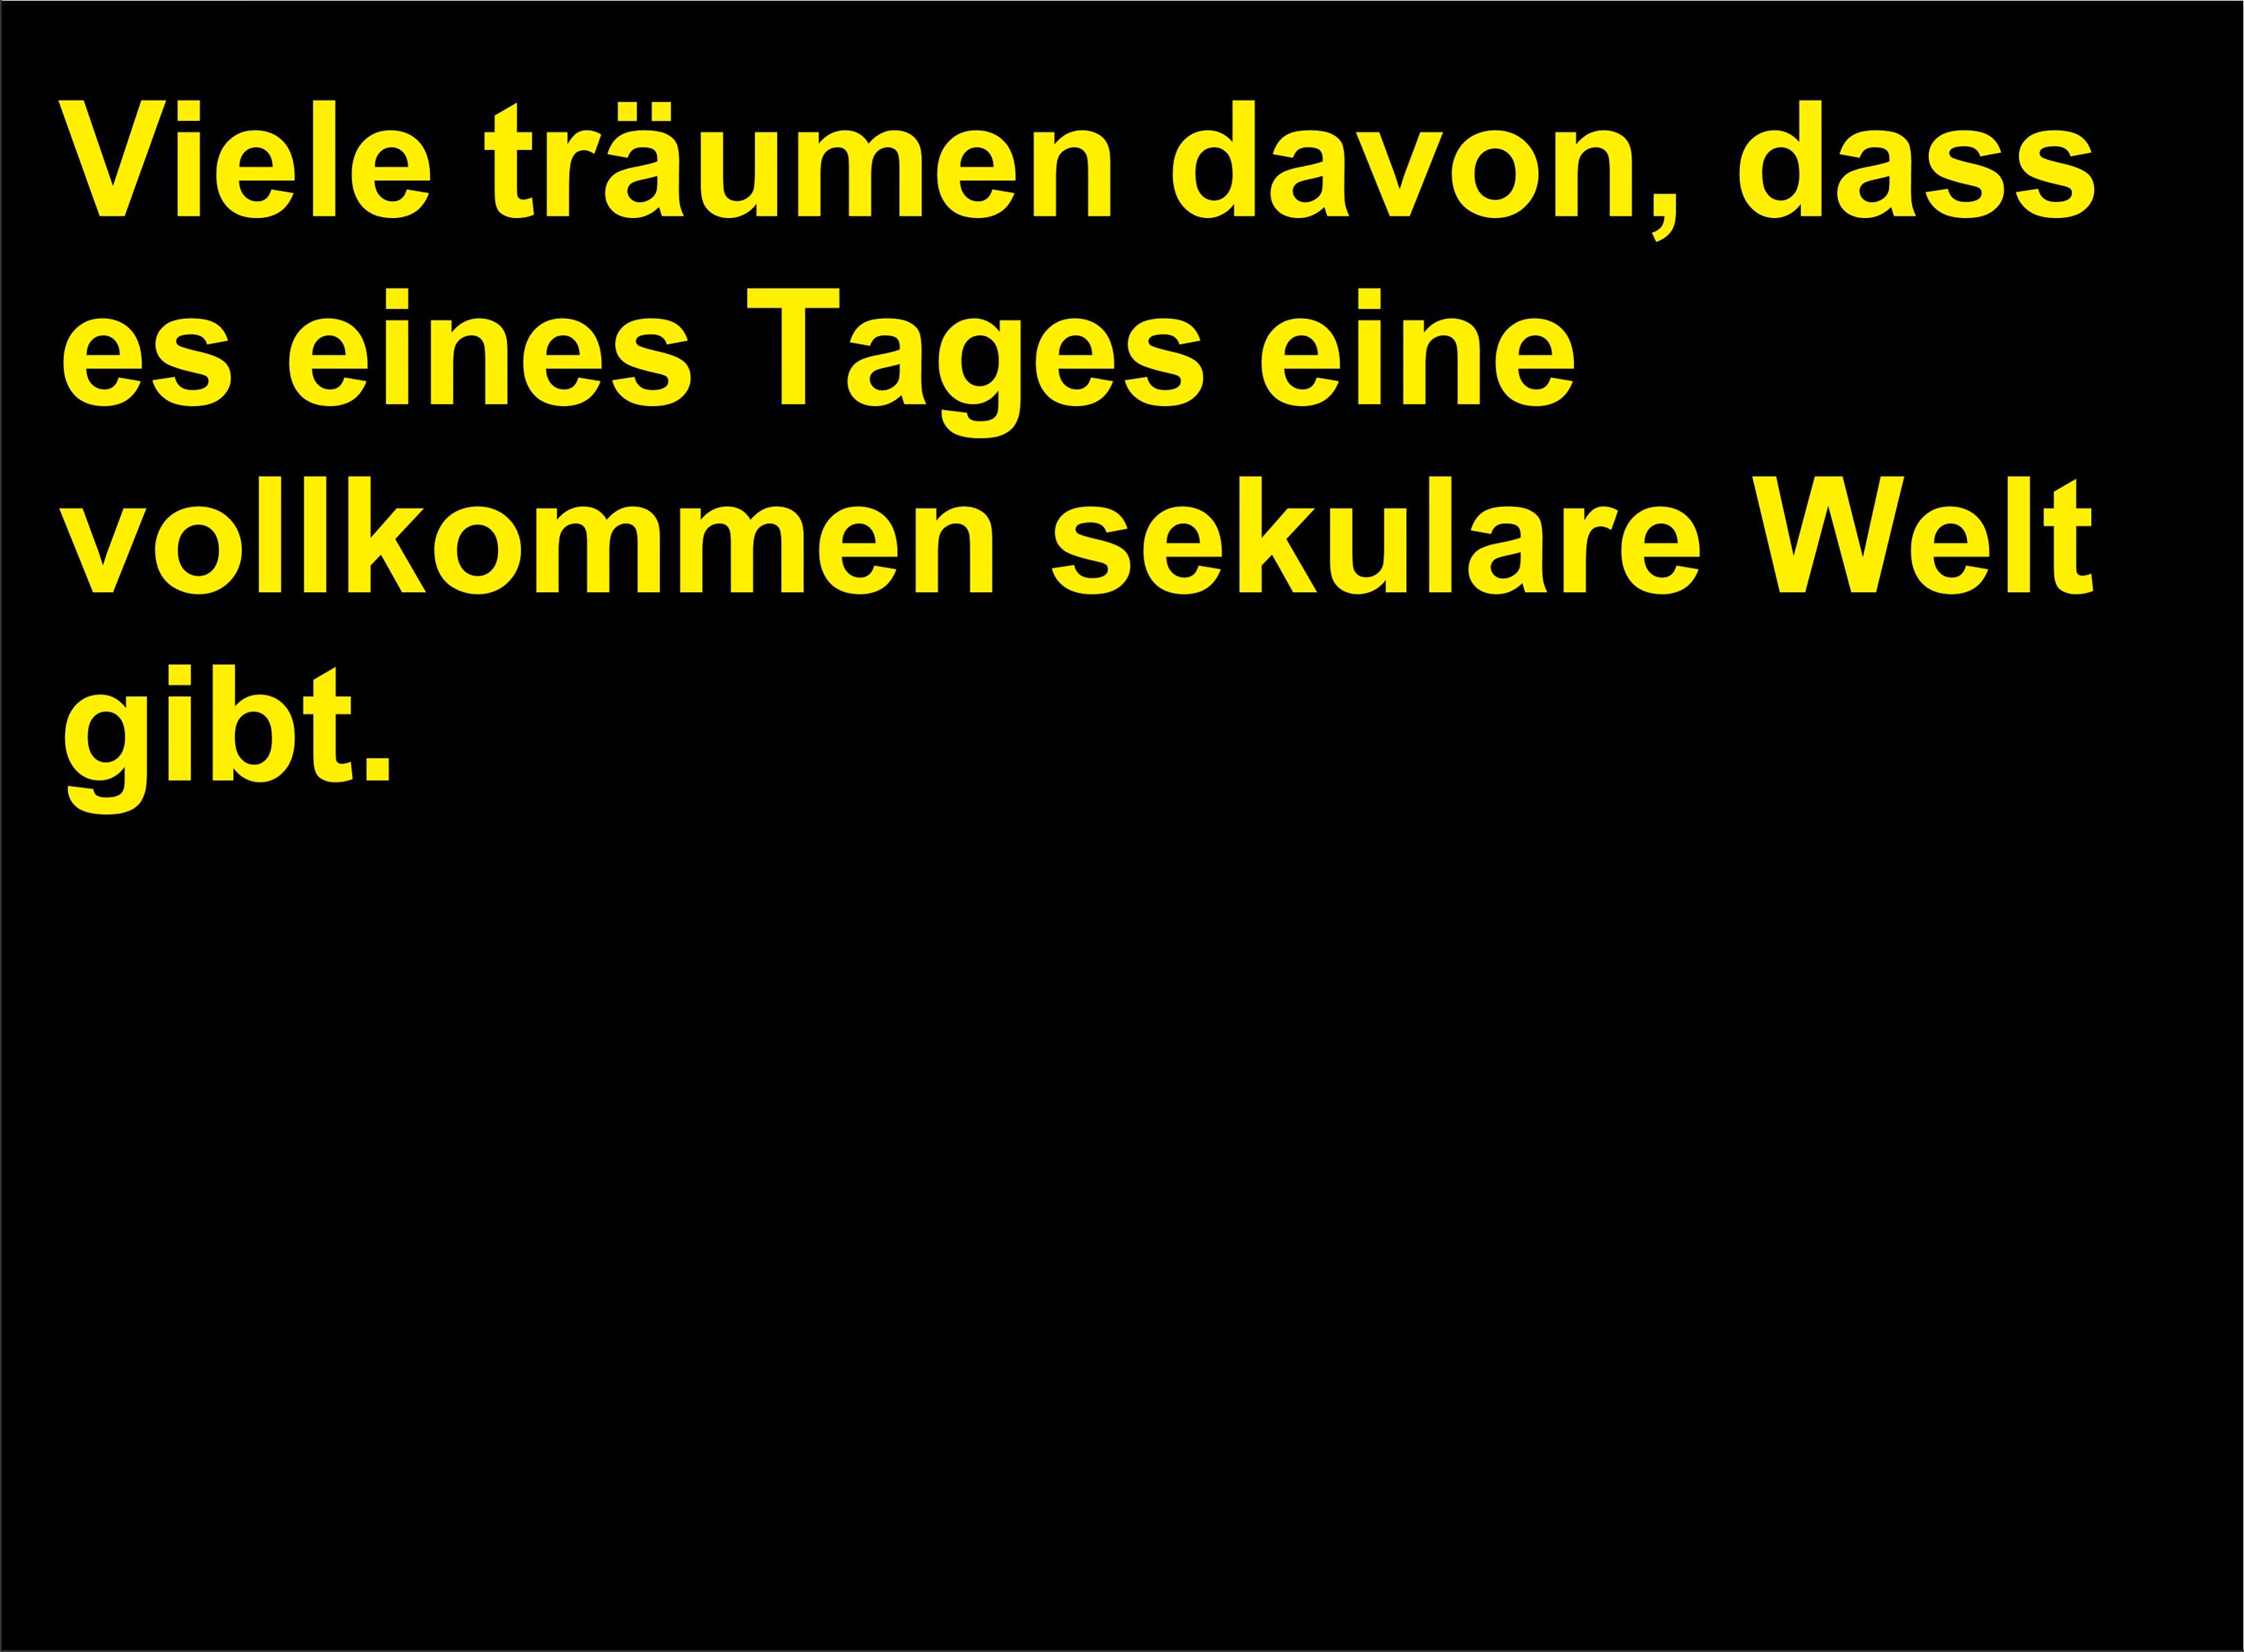 Viele träumen davon, dass
es eines Tages eine
vollkommen sekulare Welt
gibt.